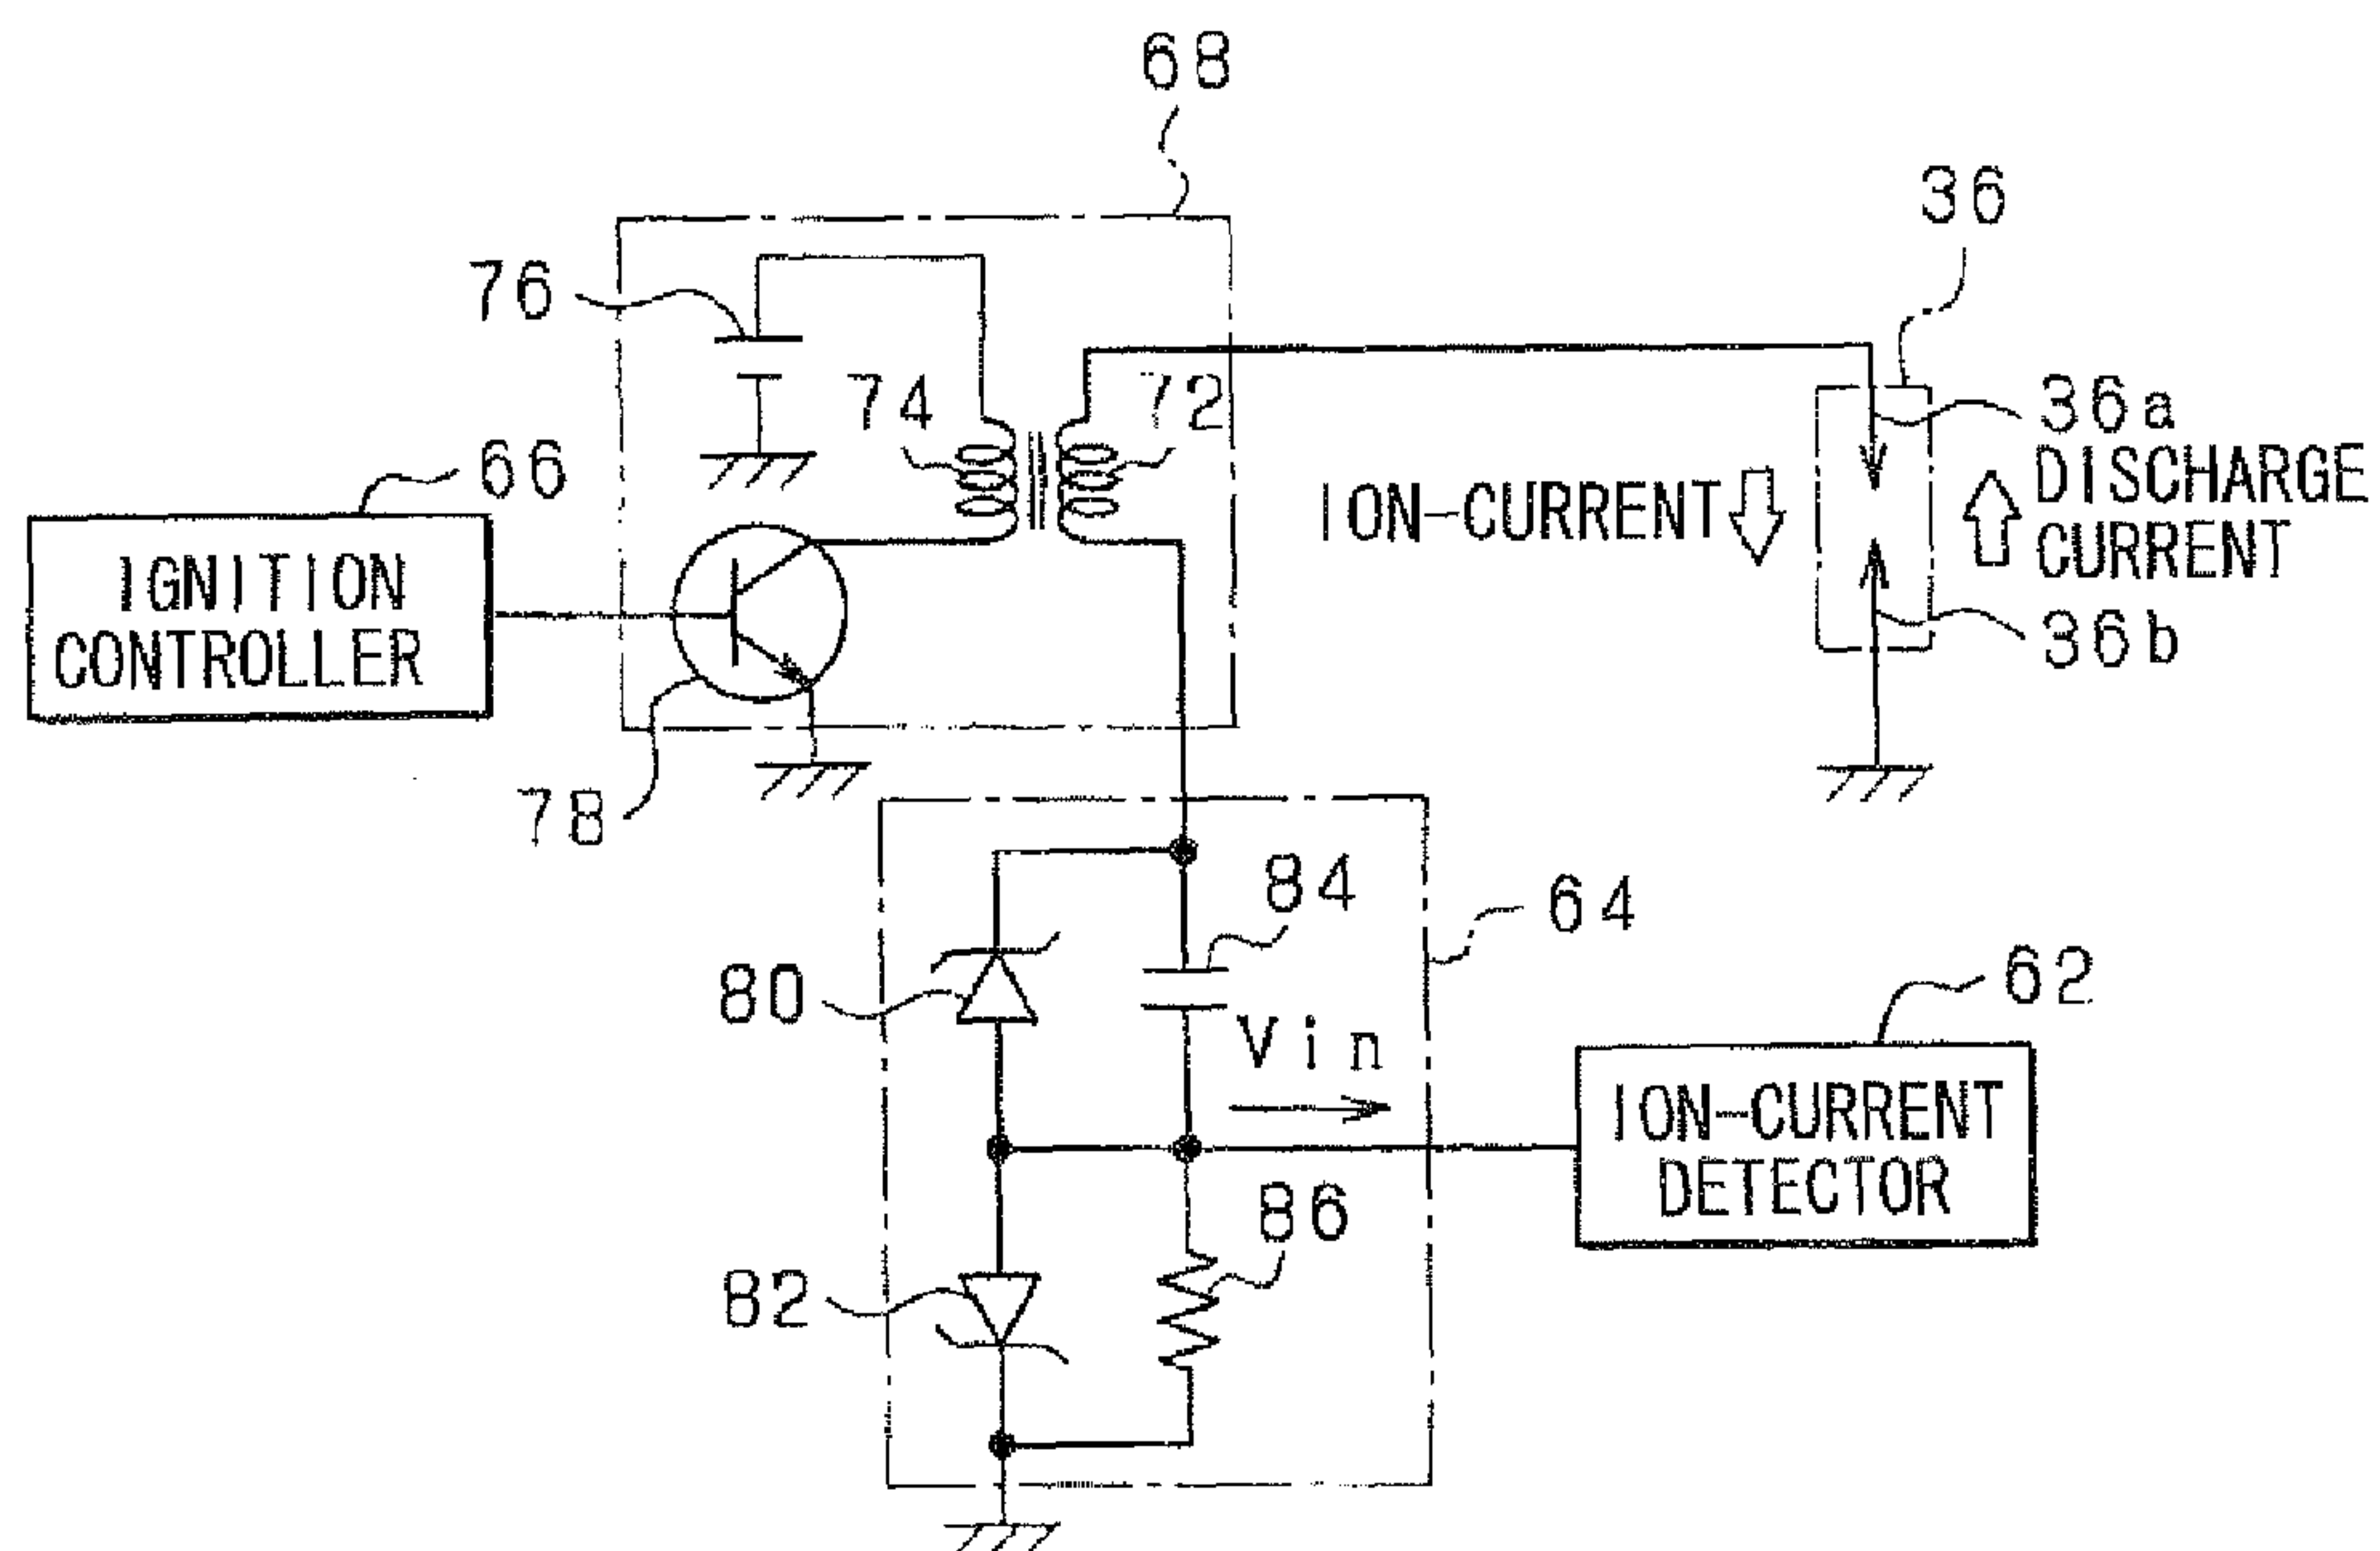 68
36
76
74
72
36a
66
DISCHARGE
CURRENT
ION-CURRENT
IGNITION
CONTROLLER
36b
78
84
64
80
62
Vin
ION-CURRENT
DETECTOR
86
82